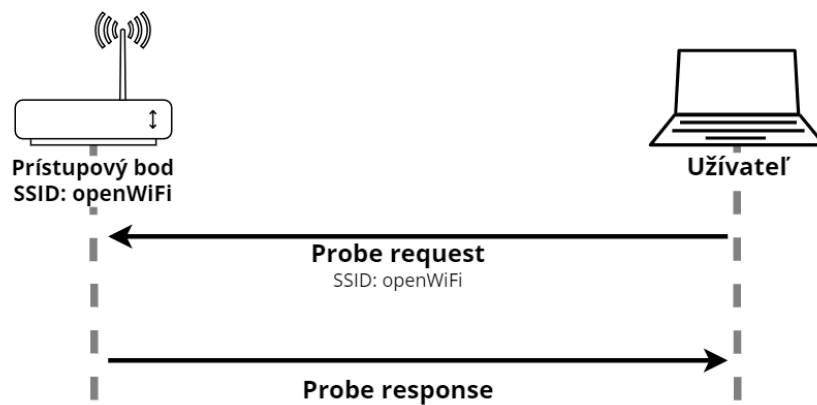 Prístupový bod
SSID: openWiFi
Užívateľ
Probe request
SSID: openWiFi
Probe response